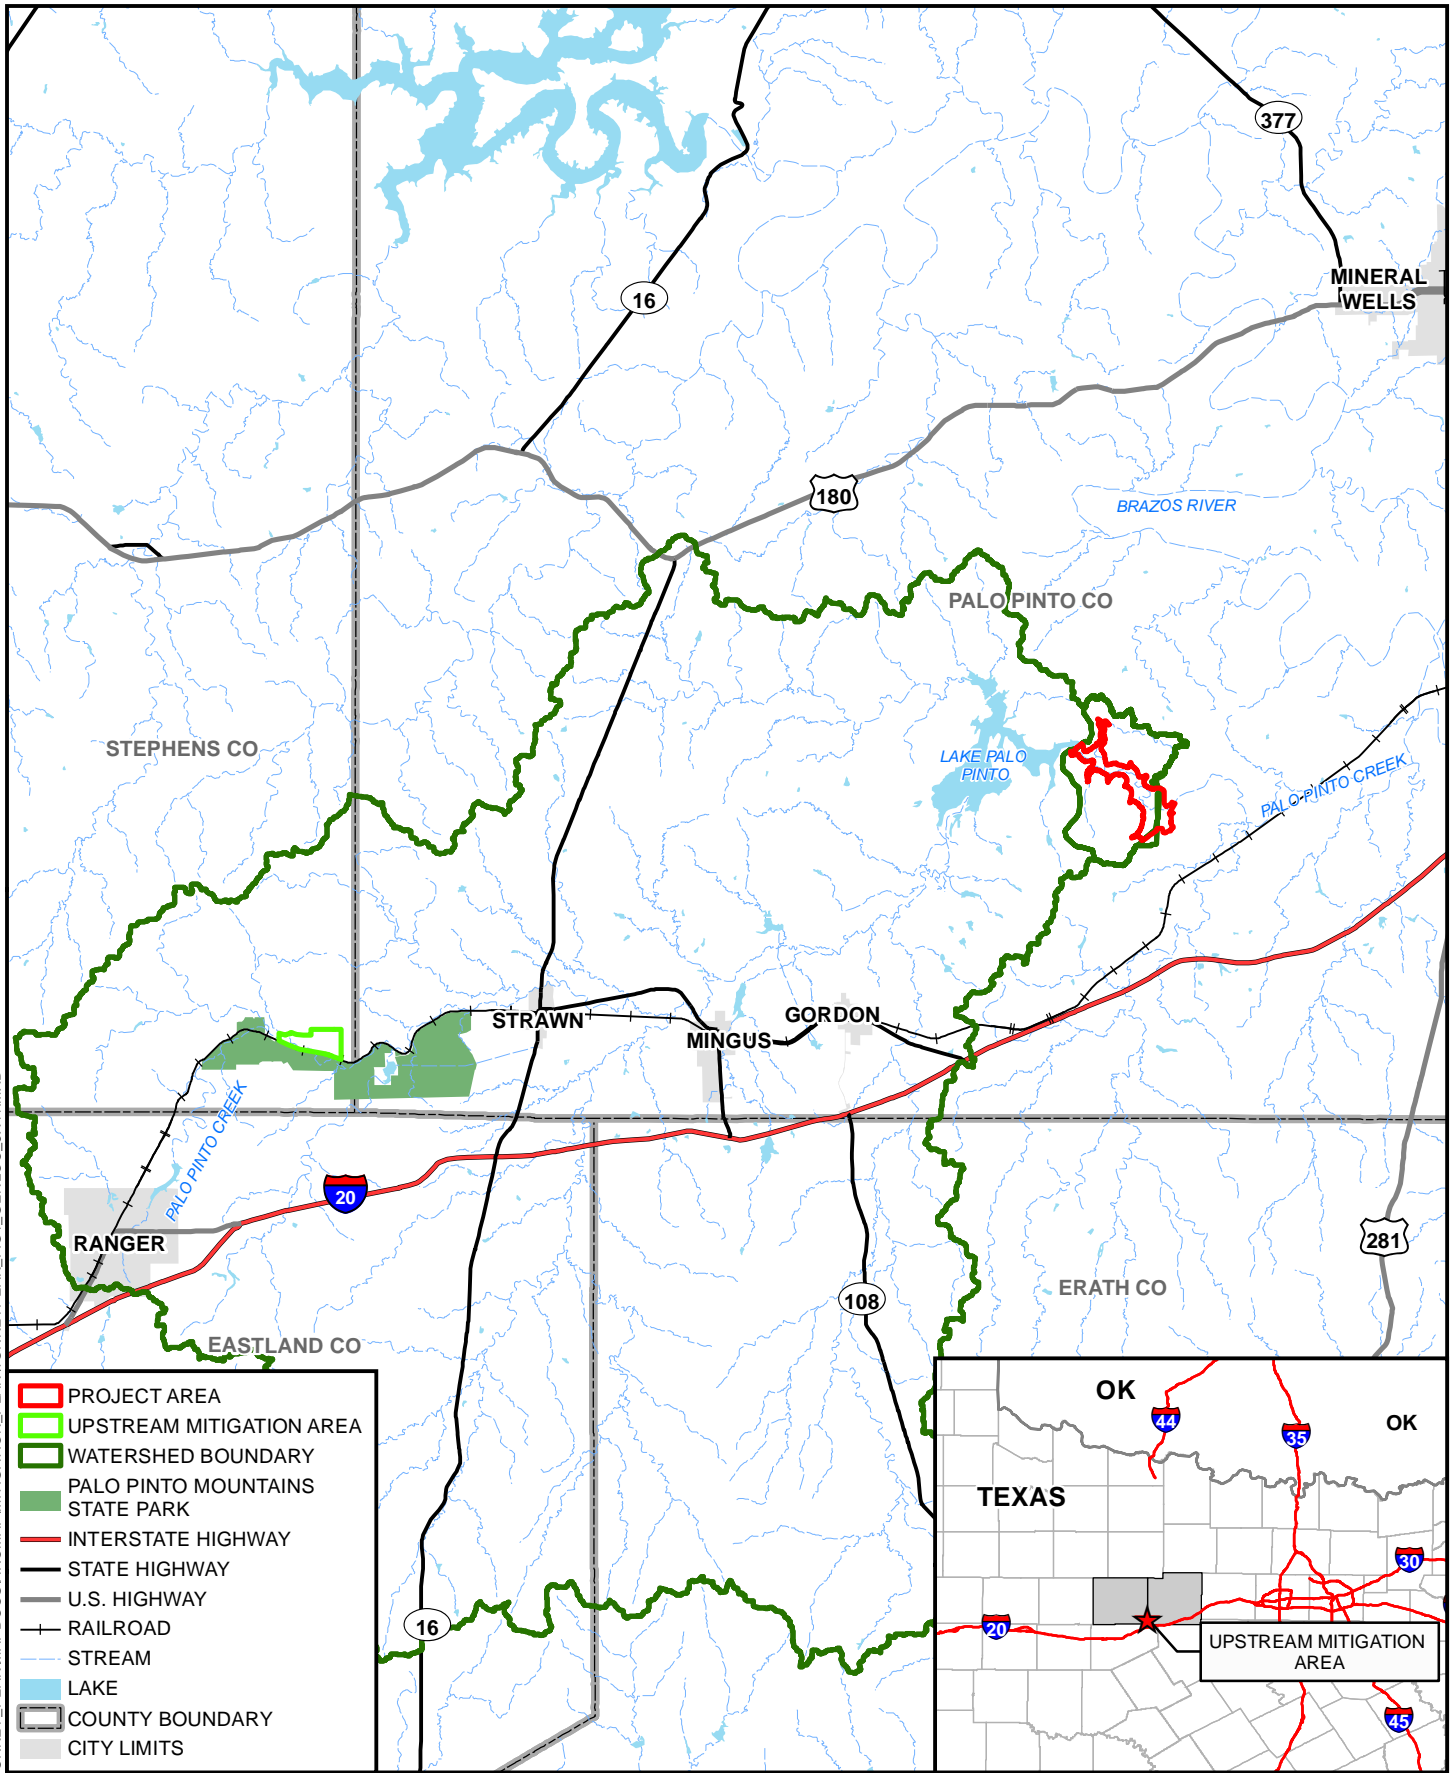 377
MINERAL
WELLS
16
180
BRAZOS RIVER
PALO PINTO CO
STEPHENS CO
LAKE PALO
PINTO
PALO PINTO CREEK
STRAWN
MINGUS
GORDON
PALO PINTO CREEK
20
RANGER
281
ERATH CO
108
EASTLAND CO
16
PROJECT AREA
UPSTREAM MITIGATION AREA
WATERSHED BOUNDARY
PALO PINTO MOUNTAINS
STATE PARK
INTERSTATE HIGHWAY
STATE HIGHWAY
U.S. HIGHWAY
RAILROAD
STREAM
LAKE
COUNTY BOUNDARY
CITY LIMITS
OK
44
35
OK
TEXAS
30
20
UPSTREAM MITIGATION
AREA
45